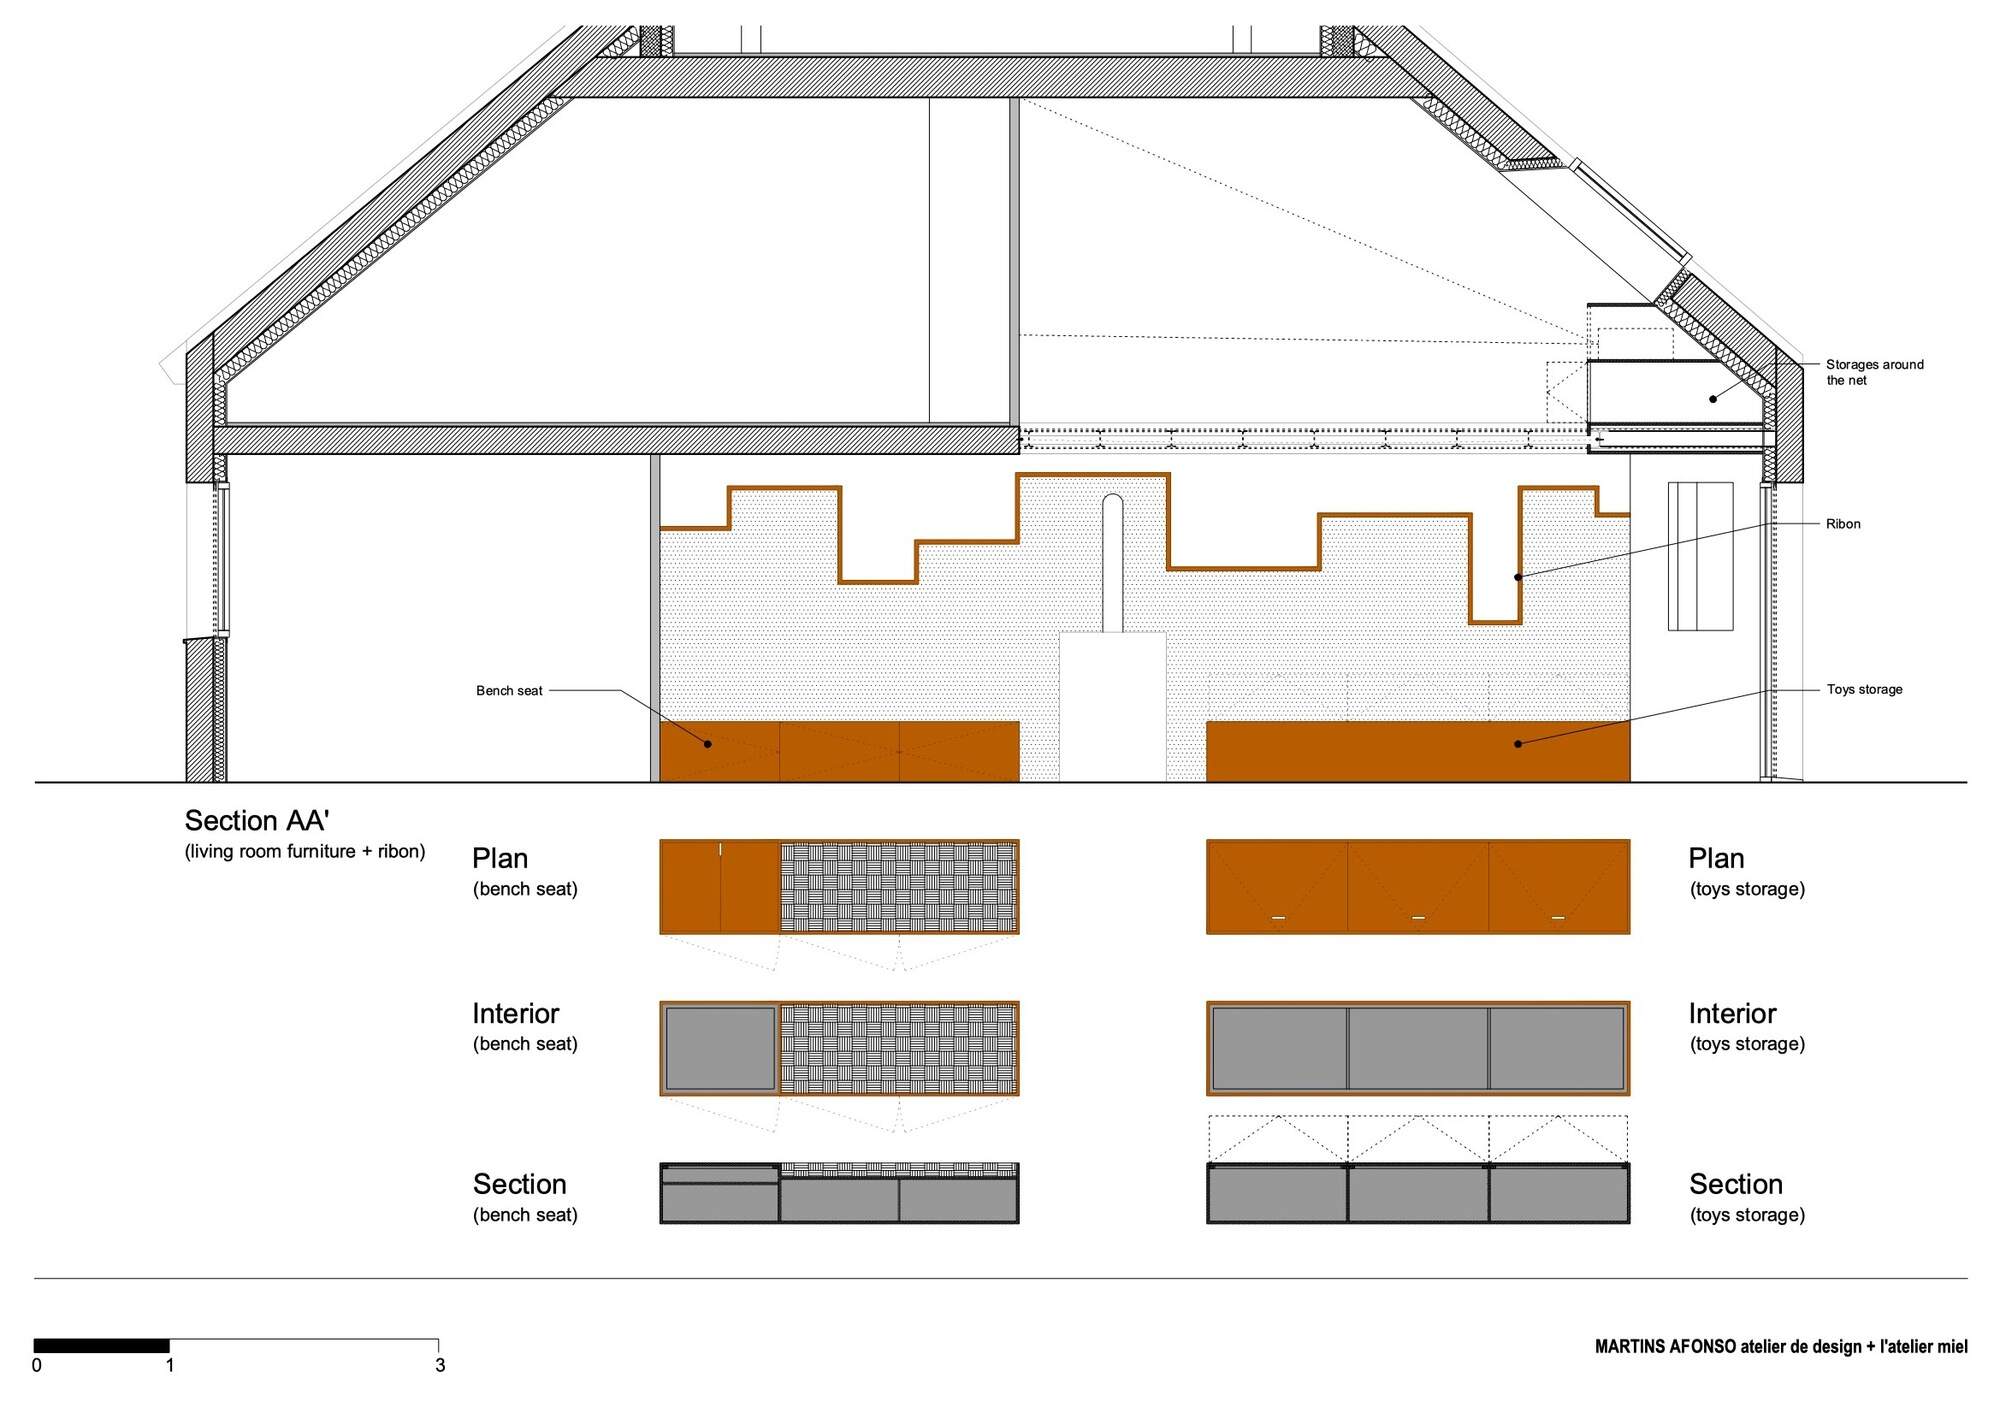 Storages around
the net
Ribon
Bench seat
Toys storage
Section AA'
(living room furniture + ribon)
Plan
(bench seat)
Plan
(toys storage)
Interior
(bench seat)
Interior
(toys storage)
Section
(bench seat)
Section
(toys storage)
0 1 3
MARTINS AFONSO atelier de design + l'atelier miel